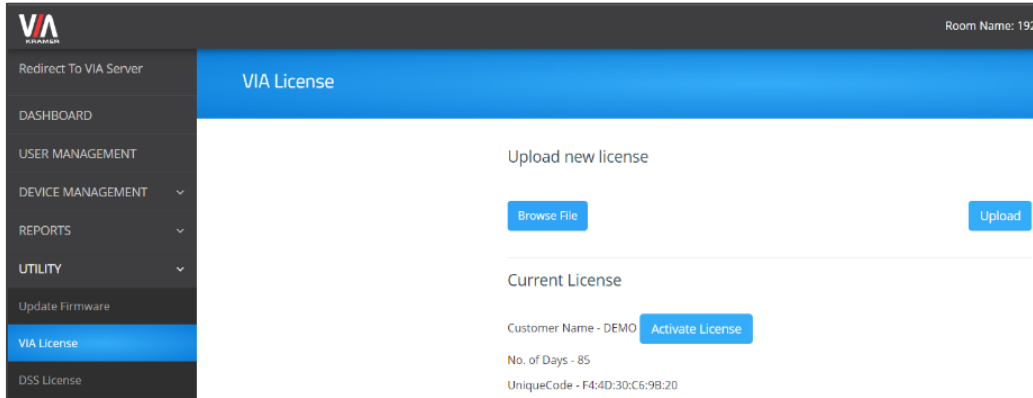 VIA
KRAMER
Room Name: 192
Redirect To VIA Server
VIA License
DASHBOARD
USER MANAGEMENT
DEVICE MANAGEMENT
REPORTS
UTILITY
Update Firmware
VIA License
DSS License
Upload new license
Browse File
Upload
Current License
Customer Name - DEMO Activate License
No. of Days - 85
UniqueCode - F4:4D:30:C6:9B:20